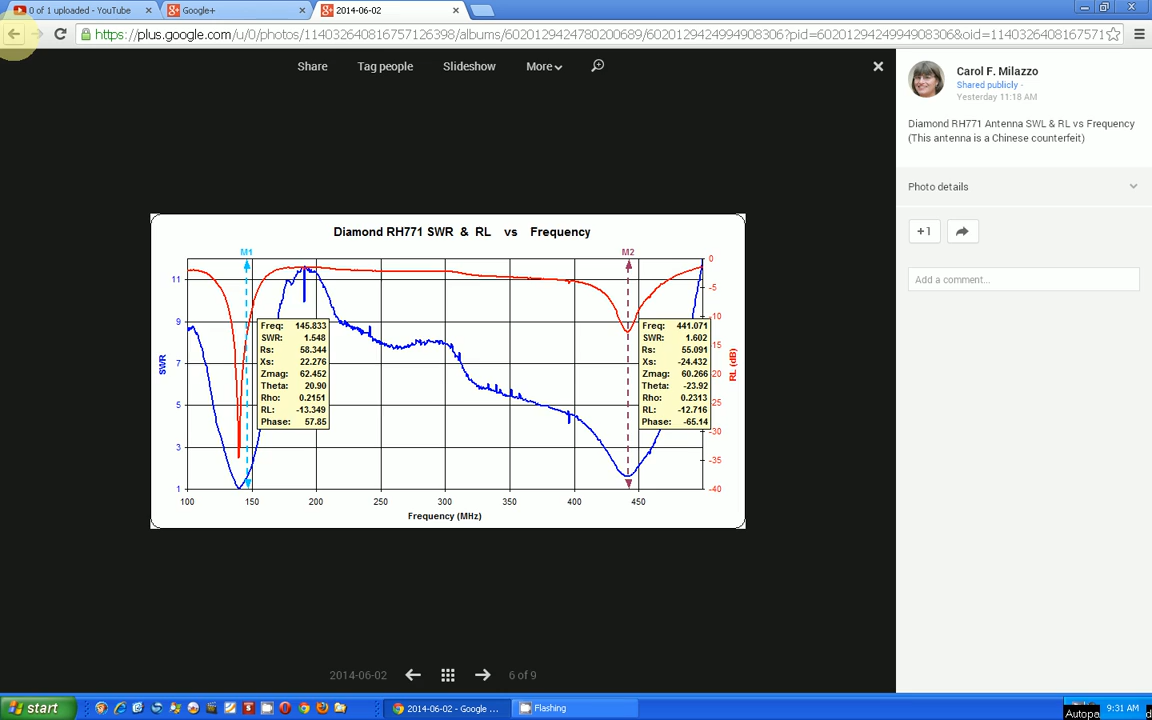 0 of 1 uploaded - YouTube
Google+
2014-06-02
https://plus.google.com/u/0/photos/114032640816757126398/albums/6020129424780200689/6020129424994908306?pid=6020129424994908306&oid=1140326408167571
Share
Tag people
Slideshow
More
Carol F. Milazzo
Shared publicly -
Yesterday 11:18 AM
Diamond RH771 Antenna SWL & RL vs Frequency
(This antenna is a Chinese counterfeit)
Photo details
+1
Add a comment...
Diamond RH771 SWR & RL vs Frequency
M1
M2
11
9
7
5
3
1
SWR
0
-5
-10
-15
-20
-25
-30
-35
-40
RL (dB)
Freq: 145.833
SWR: 1.548
Rs: 58.344
Xs: 22.276
Zmag: 62.452
Theta: 20.90
Rho: 0.2151
RL: -13.349
Phase: 57.85
Freq: 441.071
SWR: 1.602
Rs: 55.091
Xs: -24.432
Zmag: 60.266
Theta: -23.92
Rho: 0.2313
RL: -12.716
Phase: -65.14
100 150 200 250 300 350 400 450
Frequency (MHz)
2014-06-02
6 of 9
start
2014-06-02 - Google ...
Flashing
9:31 AM
Autopa